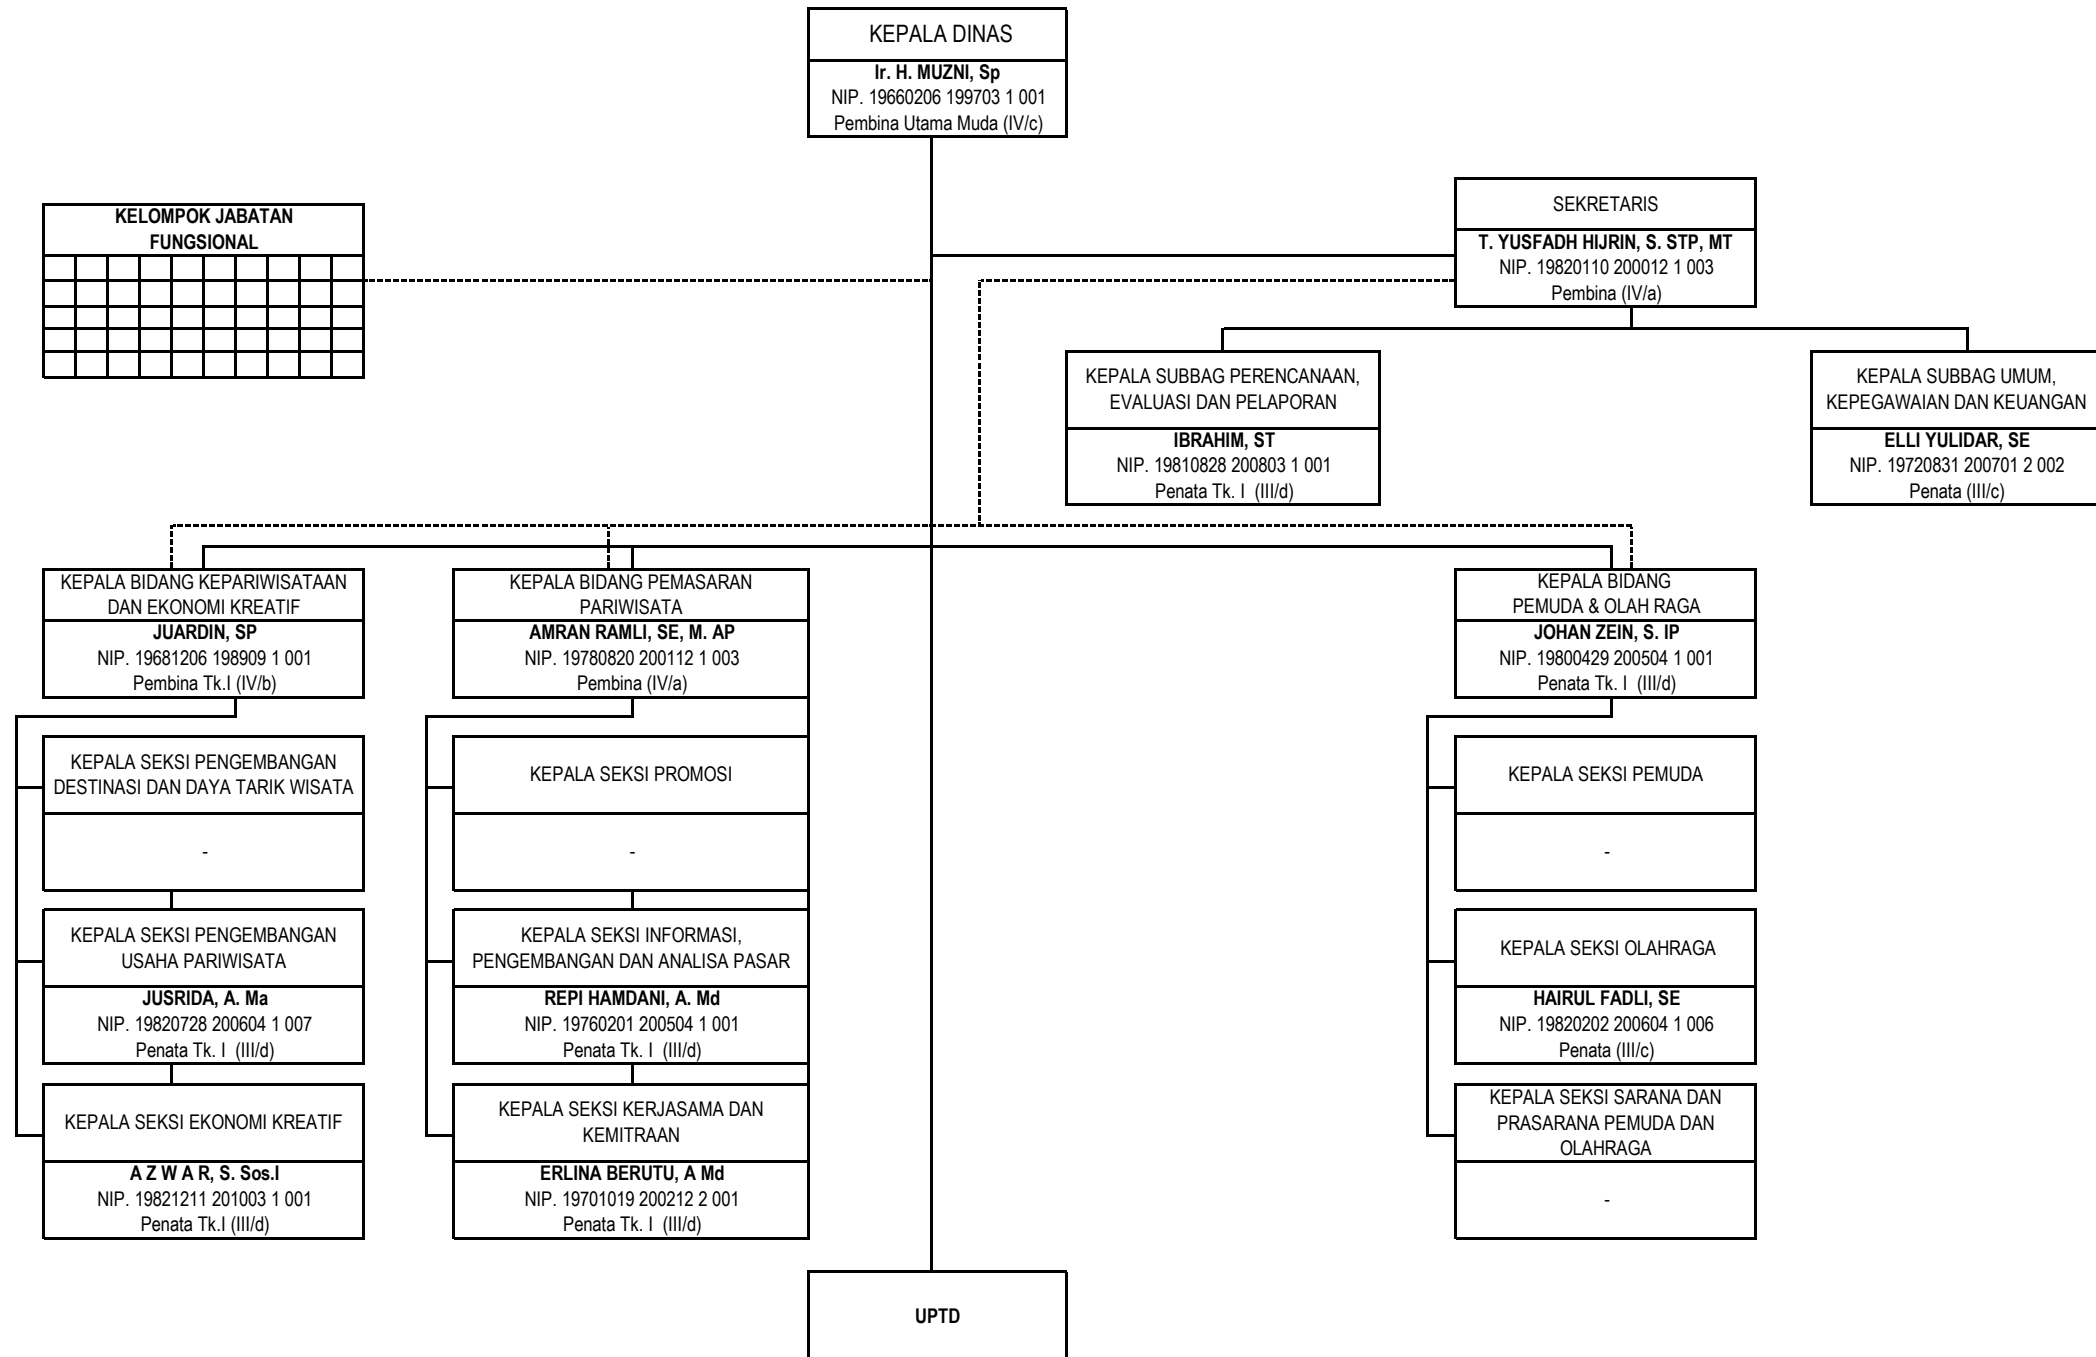 KEPALA DINAS
Ir. H. MUZNI, Sp
NIP. 19660206 199703 1 001
Pembina Utama Muda (IV/c)
KELOMPOK JABATAN
FUNGSIONAL
SEKRETARIS
T. YUSFADH HIJRIN, S. STP, MT
NIP. 19820110 200012 1 003
Pembina (IV/a)
KEPALA SUBBAG PERENCANAAN,
EVALUASI DAN PELAPORAN
IBRAHIM, ST
NIP. 19810828 200803 1 001
Penata Tk. I  (III/d)
KEPALA SUBBAG UMUM,
KEPEGAWAIAN DAN KEUANGAN
ELLI YULIDAR, SE
NIP. 19720831 200701 2 002
Penata (III/c)
KEPALA BIDANG KEPARIWISATAAN
DAN EKONOMI KREATIF
JUARDIN, SP
NIP. 19681206 198909 1 001
Pembina Tk.I (IV/b)
KEPALA SEKSI PENGEMBANGAN
DESTINASI DAN DAYA TARIK WISATA
-
KEPALA SEKSI PENGEMBANGAN
USAHA PARIWISATA
JUSRIDA, A. Ma
NIP. 19820728 200604 1 007
Penata Tk. I  (III/d)
KEPALA SEKSI EKONOMI KREATIF
A Z W A R, S. Sos.I
NIP. 19821211 201003 1 001
Penata Tk.I (III/d)
KEPALA BIDANG PEMASARAN
PARIWISATA
AMRAN RAMLI, SE, M. AP
NIP. 19780820 200112 1 003
Pembina (IV/a)
KEPALA SEKSI PROMOSI
-
KEPALA SEKSI INFORMASI,
PENGEMBANGAN DAN ANALISA PASAR
REPI HAMDANI, A. Md
NIP. 19760201 200504 1 001
Penata Tk. I  (III/d)
KEPALA SEKSI KERJASAMA DAN
KEMITRAAN
ERLINA BERUTU, A Md
NIP. 19701019 200212 2 001
Penata Tk. I  (III/d)
KEPALA BIDANG
PEMUDA & OLAH RAGA
JOHAN ZEIN, S. IP
NIP. 19800429 200504 1 001
Penata Tk. I  (III/d)
KEPALA SEKSI PEMUDA
-
KEPALA SEKSI OLAHRAGA
HAIRUL FADLI, SE
NIP. 19820202 200604 1 006
Penata (III/c)
KEPALA SEKSI SARANA DAN
PRASARANA PEMUDA DAN
OLAHRAGA
-
UPTD